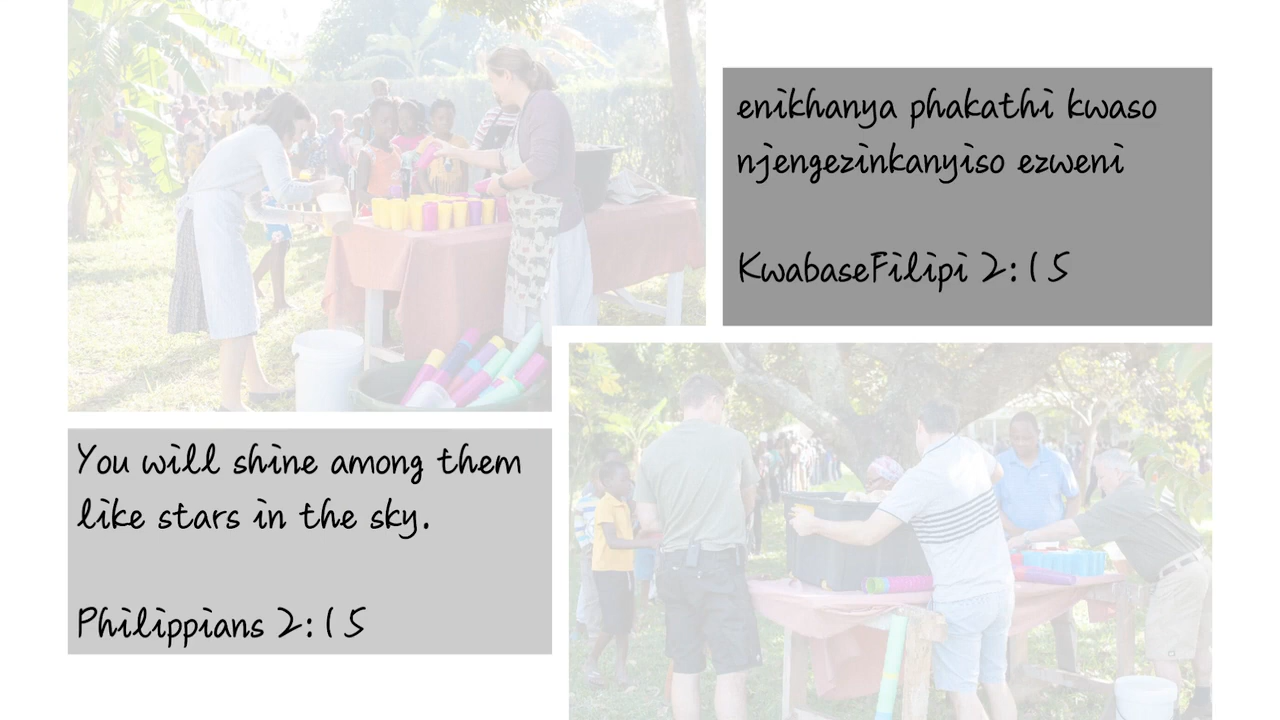 enikhanya phakathi kwaso
njengezinkanyiso ezweni
KwabaseFilipi 2:15
You will shine among them
like stars in the sky.
Philippians 2:15